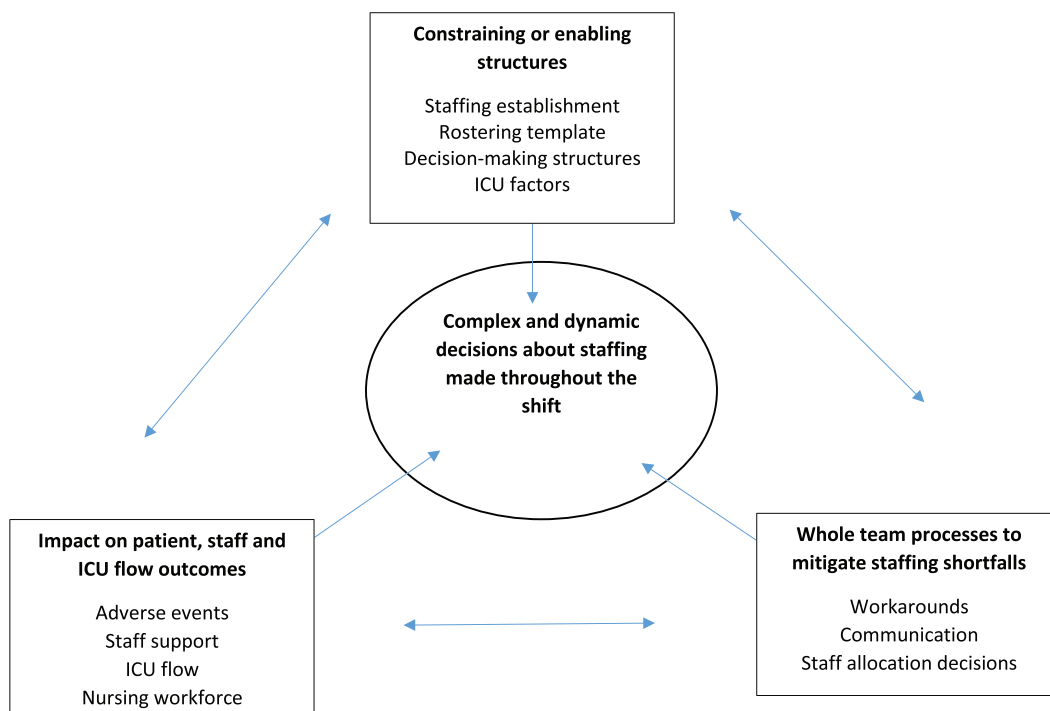 Constraining or enabling
structures
Staffing establishment
Rostering template
Decision-making structures
ICU factors
Complex and dynamic
decisions about staffing
made throughout the
shift
Impact on patient, staff and
ICU flow outcomes
Adverse events
Staff support
ICU flow
Nursing workforce
Whole team processes to
mitigate staffing shortfalls
Workarounds
Communication
Staff allocation decisions